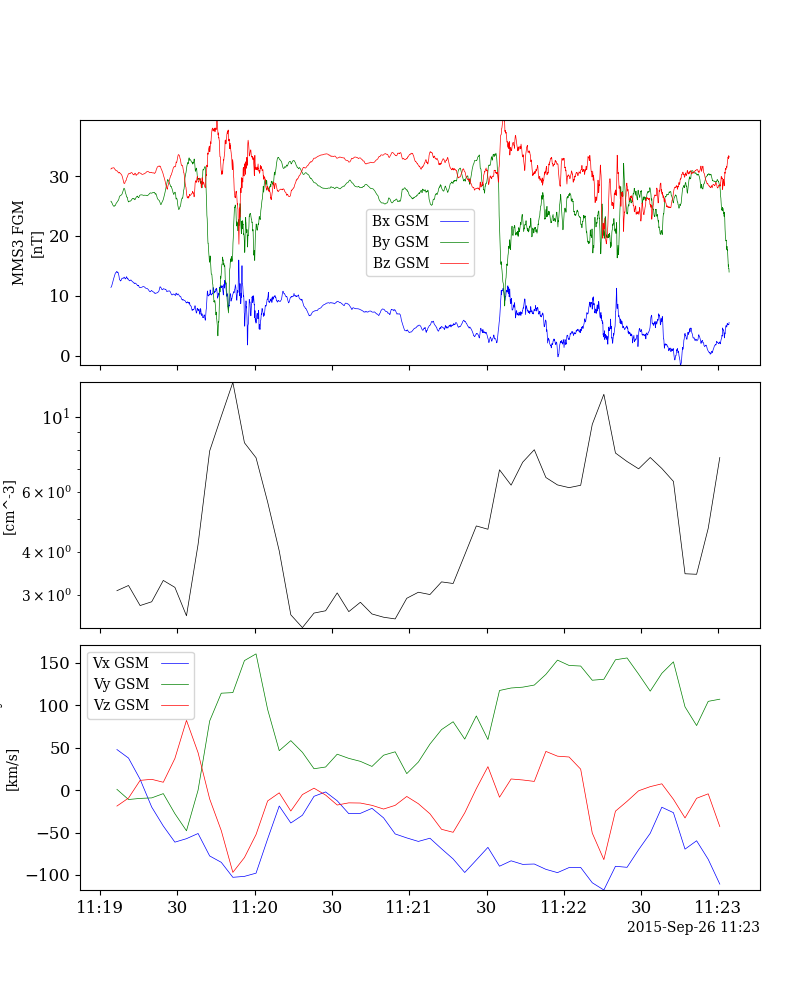 MMS3 FGM
[nT]
30
20
10
0
Bx GSM
By GSM
Bz GSM
[cm^-3]
10^1
6 × 10^0
4 × 10^0
3 × 10^0
[km/s]
150
100
50
0
−50
−100
Vx GSM
Vy GSM
Vz GSM
11:19 30 11:20 30 11:21 30 11:22 30 11:23
2015-Sep-26 11:23